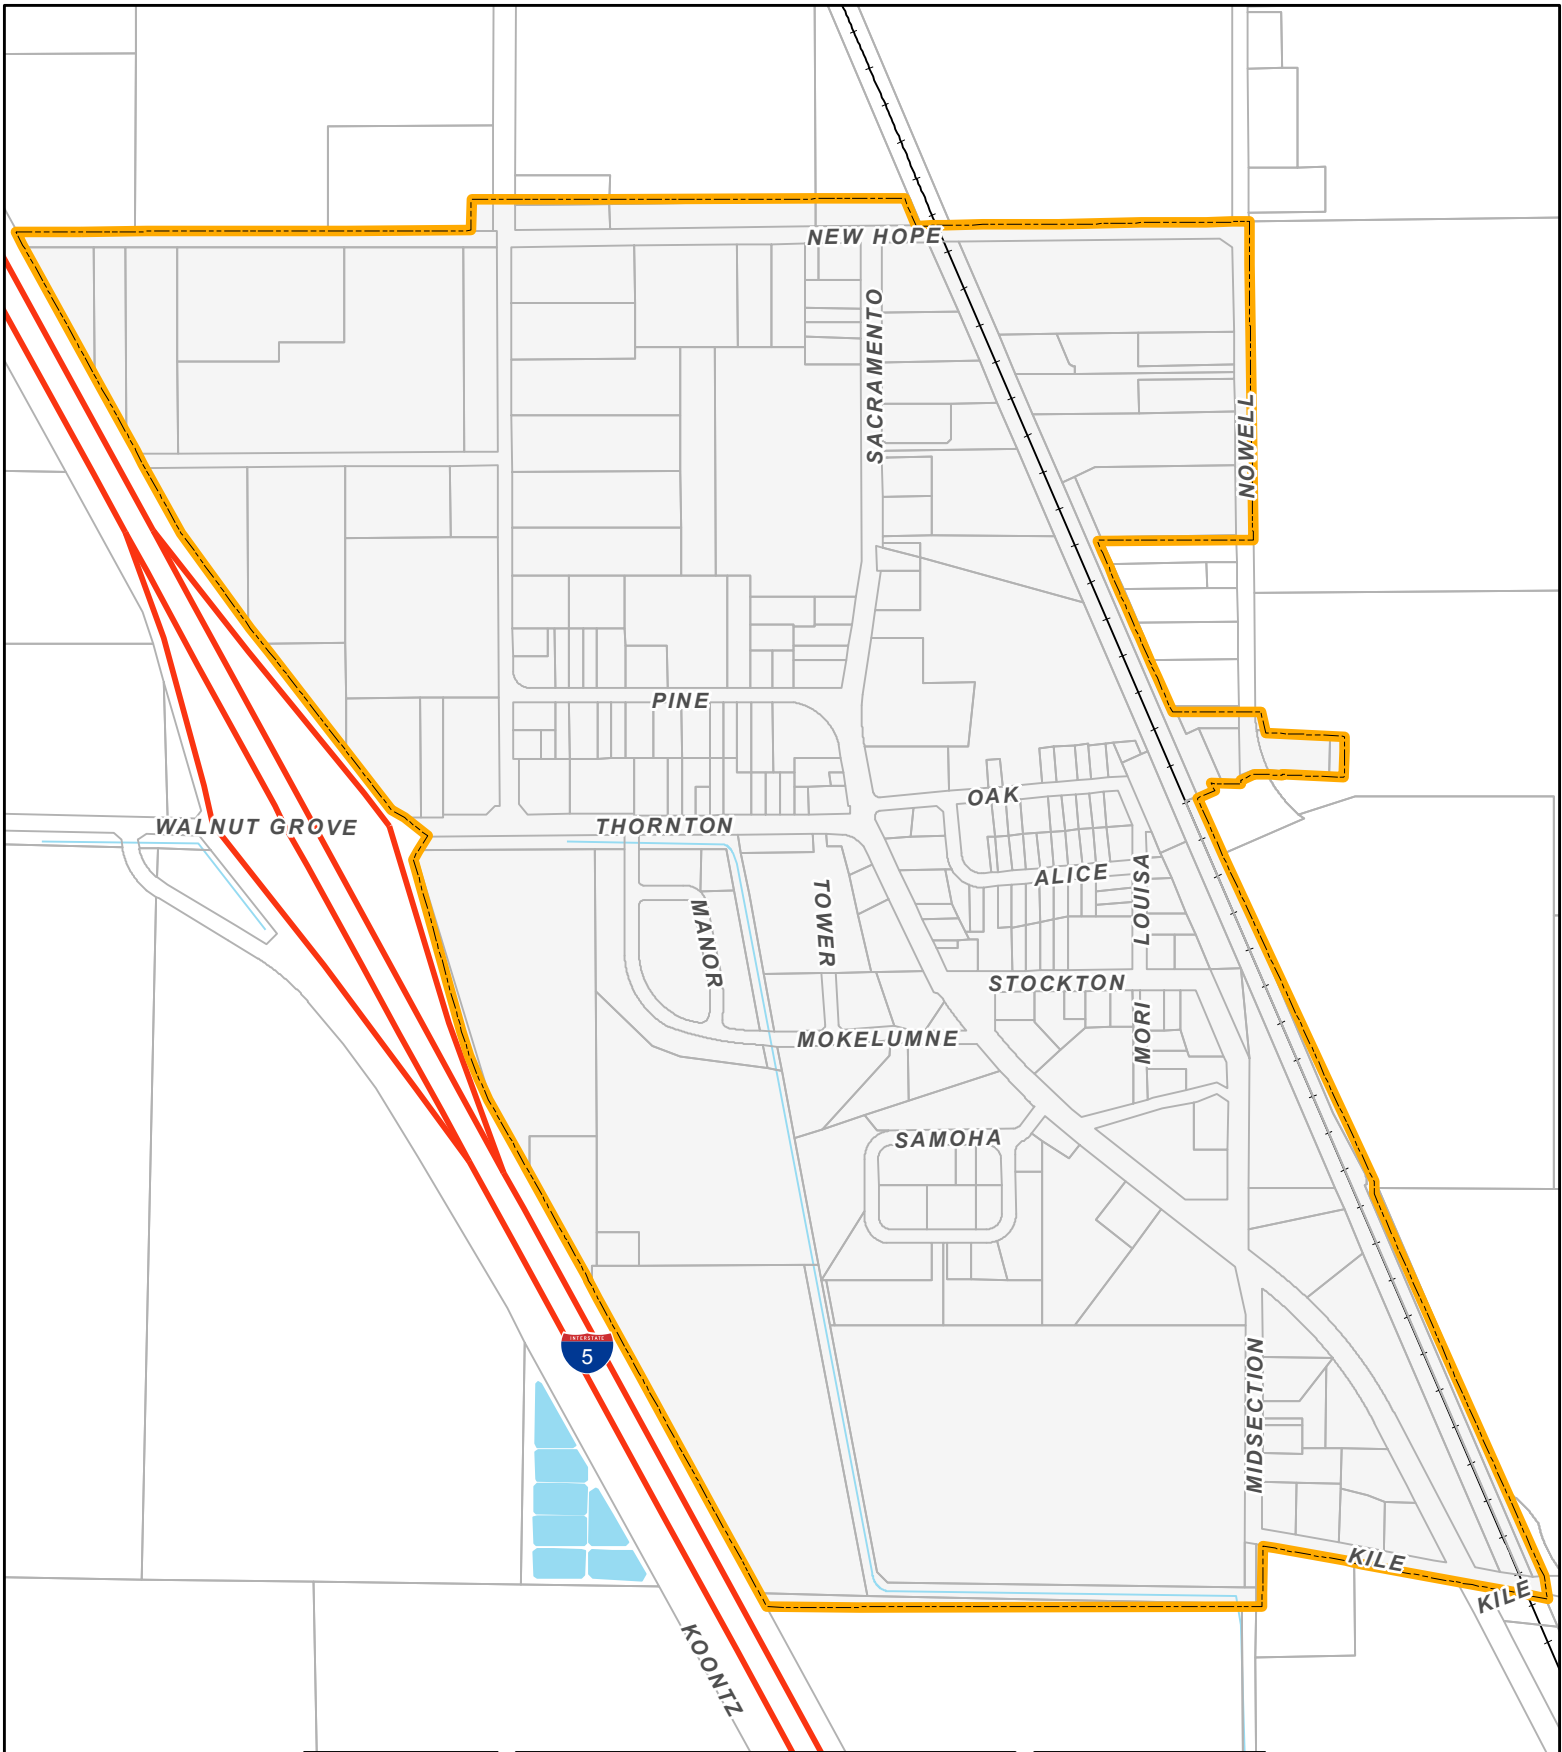 NEW HOPE
SACRAMENTO
NOWELL
PINE
OAK
WALNUT GROVE
THORNTON
ALICE
LOUISA
TOWER
MANOR
STOCKTON
MORI
MOKELUMNE
SAMOHA
INTERSTATE
5
MIDSECTION
KILE
KILE
KOONTZ